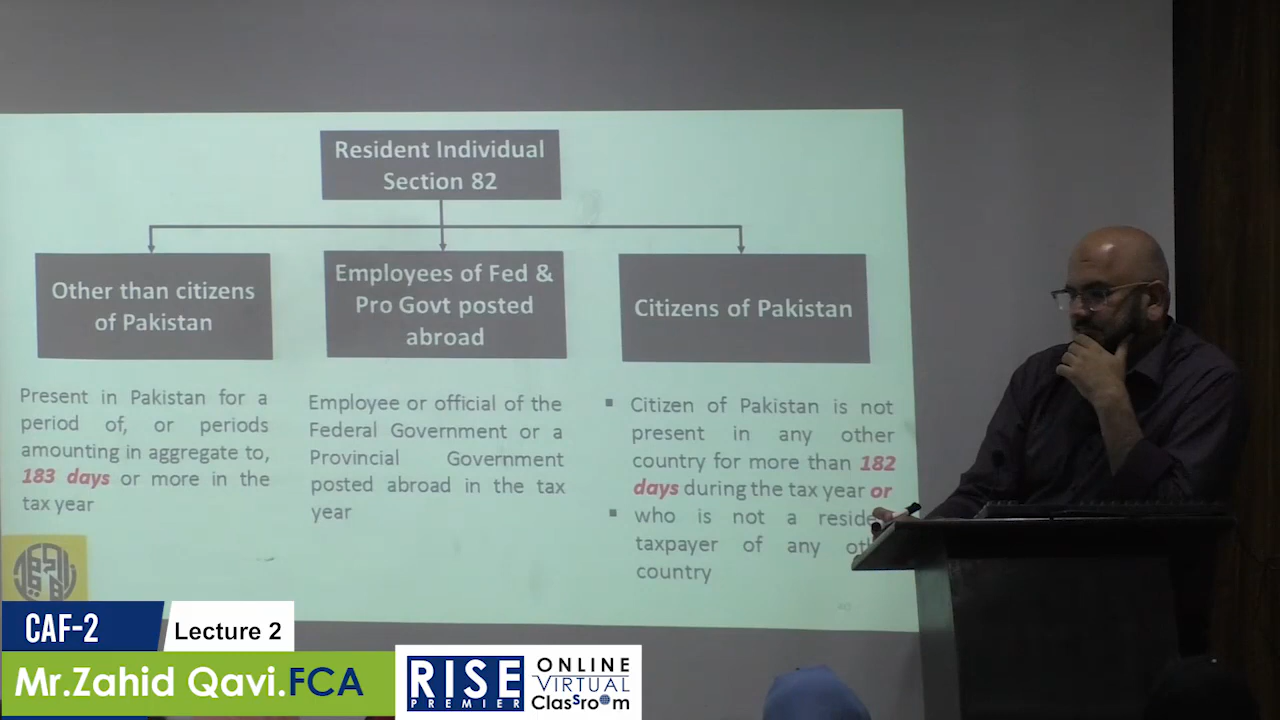 Resident Individual
Section 82
Other than citizens
of Pakistan
Employees of Fed &
Pro Govt posted
abroad
Citizens of Pakistan
Present in Pakistan for a
period of, or periods
amounting in aggregate to,
183 days or more in the
tax year
Employee or official of the
Federal Government or a
Provincial Government
posted abroad in the tax
year
▪ Citizen of Pakistan is not
present in any other
country for more than 182
days during the tax year or
▪ who is not a reside
taxpayer of any oth
country
CAF-2
Lecture 2
Mr.Zahid Qavi.FCA
RISE
PREMIER
ONLINE
VIRTUAL
Classroom